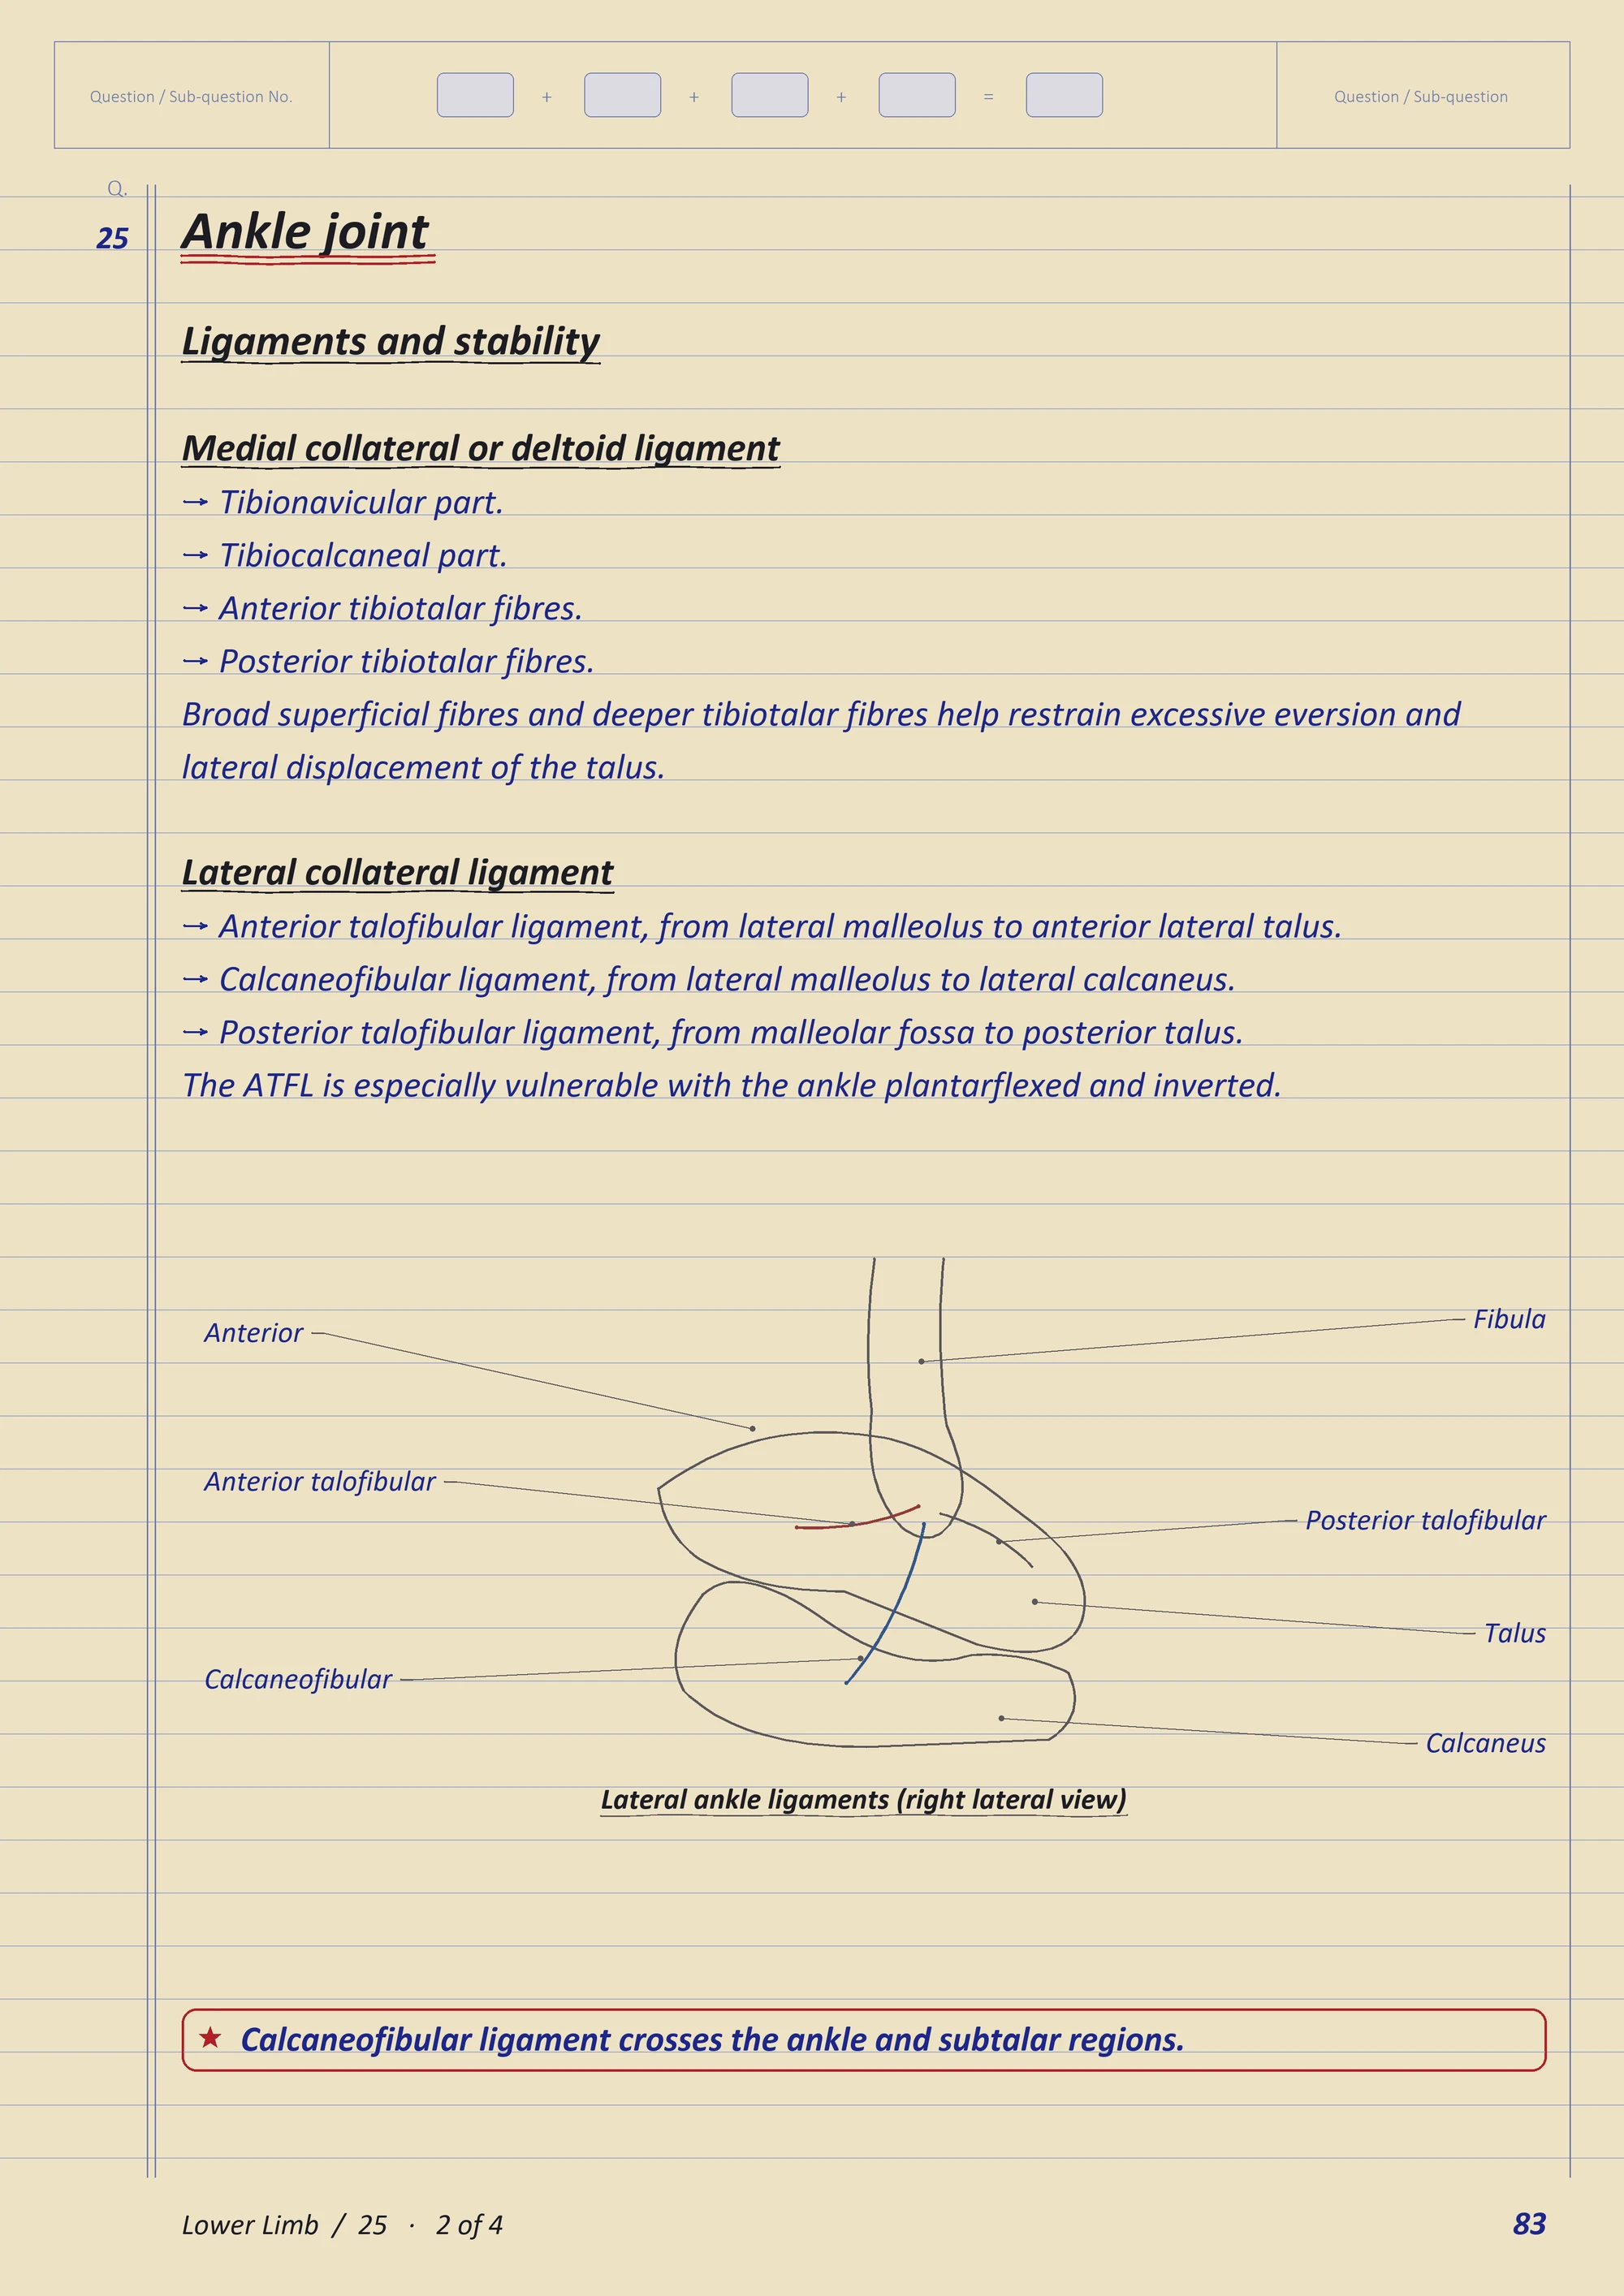 Question / Sub-question No.
+ + + =
Question / Sub-question
Q.
25
Ankle joint
Ligaments and stability
Medial collateral or deltoid ligament
→ Tibionavicular part.
→ Tibiocalcaneal part.
→ Anterior tibiotalar fibres.
→ Posterior tibiotalar fibres.
Broad superficial fibres and deeper tibiotalar fibres help restrain excessive eversion and
lateral displacement of the talus.
Lateral collateral ligament
→ Anterior talofibular ligament, from lateral malleolus to anterior lateral talus.
→ Calcaneofibular ligament, from lateral malleolus to lateral calcaneus.
→ Posterior talofibular ligament, from malleolar fossa to posterior talus.
The ATFL is especially vulnerable with the ankle plantarflexed and inverted.
Anterior
Fibula
Anterior talofibular
Posterior talofibular
Talus
Calcaneofibular
Calcaneus
Lateral ankle ligaments (right lateral view)
★ Calcaneofibular ligament crosses the ankle and subtalar regions.
Lower Limb / 25 · 2 of 4
83